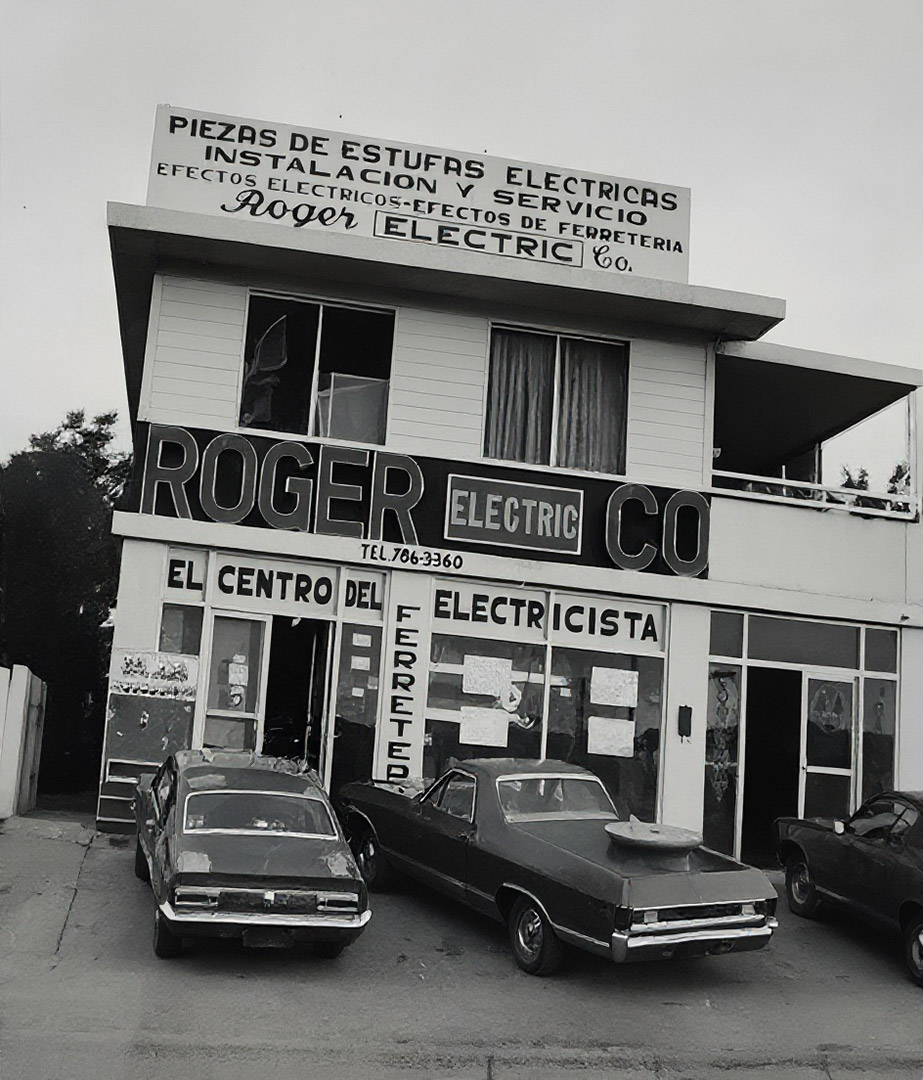 PIEZAS DE ESTUFAS ELECTRICAS
INSTALACION Y SERVICIO
EFECTOS ELECTRICOS-EFECTOS DE FERRETERIA
Roger ELECTRIC Co.
ROGER ELECTRIC CO
TEL. 786-3360
EL CENTRO DEL ELECTRICISTA
FERRETER